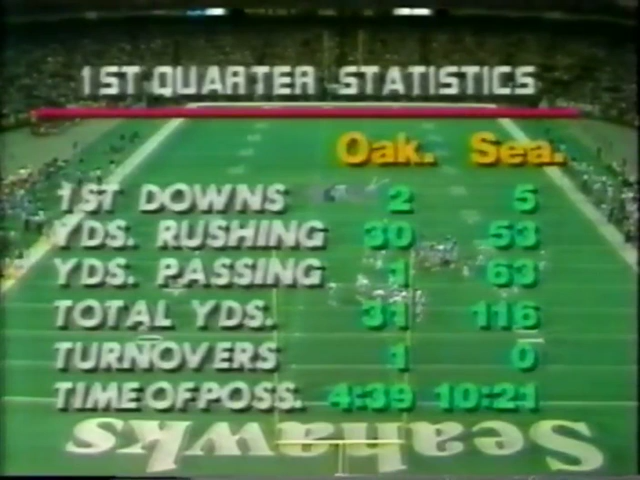 1ST QUARTER STATISTICS
Oak. Sea.
1ST DOWNS 2 5
YDS. RUSHING 30 53
YDS. PASSING 1 63
TOTAL YDS. 31 116
TURNOVERS 1 0
TIME OF POSS. 4:39 10:21
Seahawks